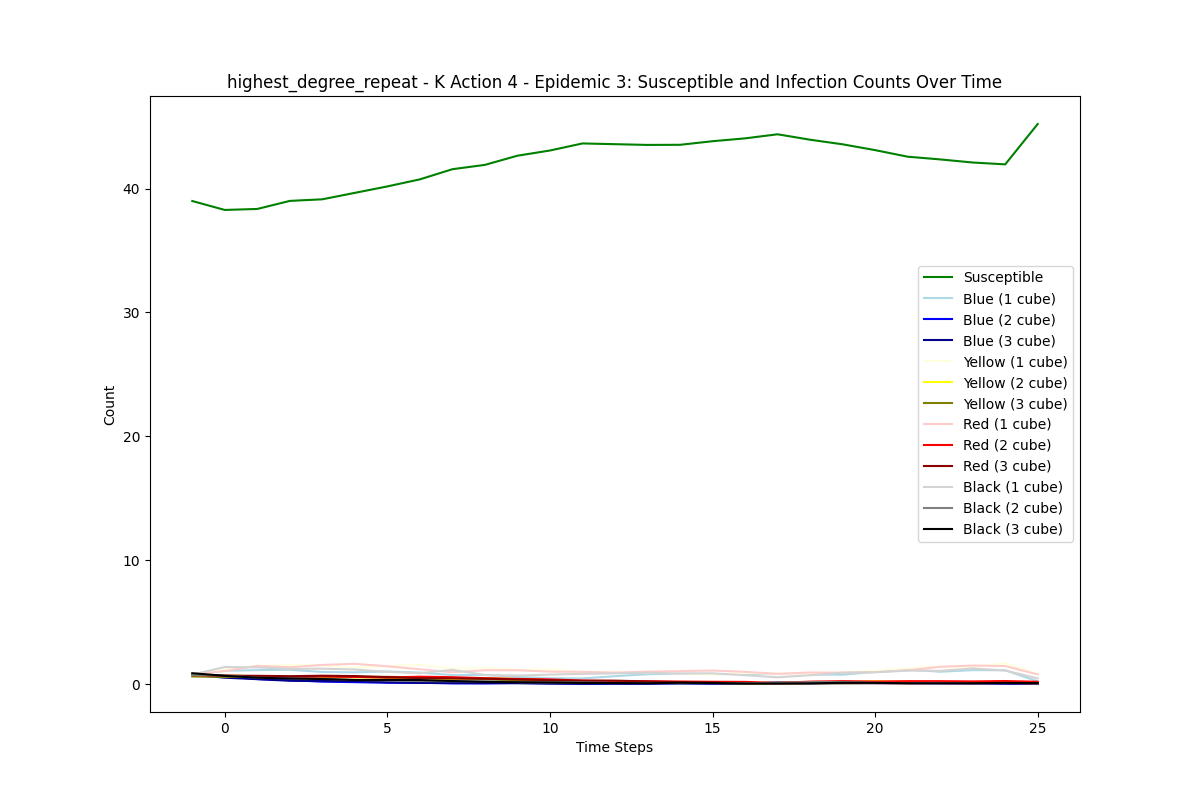 highest_degree_repeat - K Action 4 - Epidemic 3: Susceptible and Infection Counts Over Time
Count
40
30
20
10
0
Susceptible
Blue (1 cube)
Blue (2 cube)
Blue (3 cube)
Yellow (1 cube)
Yellow (2 cube)
Yellow (3 cube)
Red (1 cube)
Red (2 cube)
Red (3 cube)
Black (1 cube)
Black (2 cube)
Black (3 cube)
0 5 10 15 20 25
Time Steps